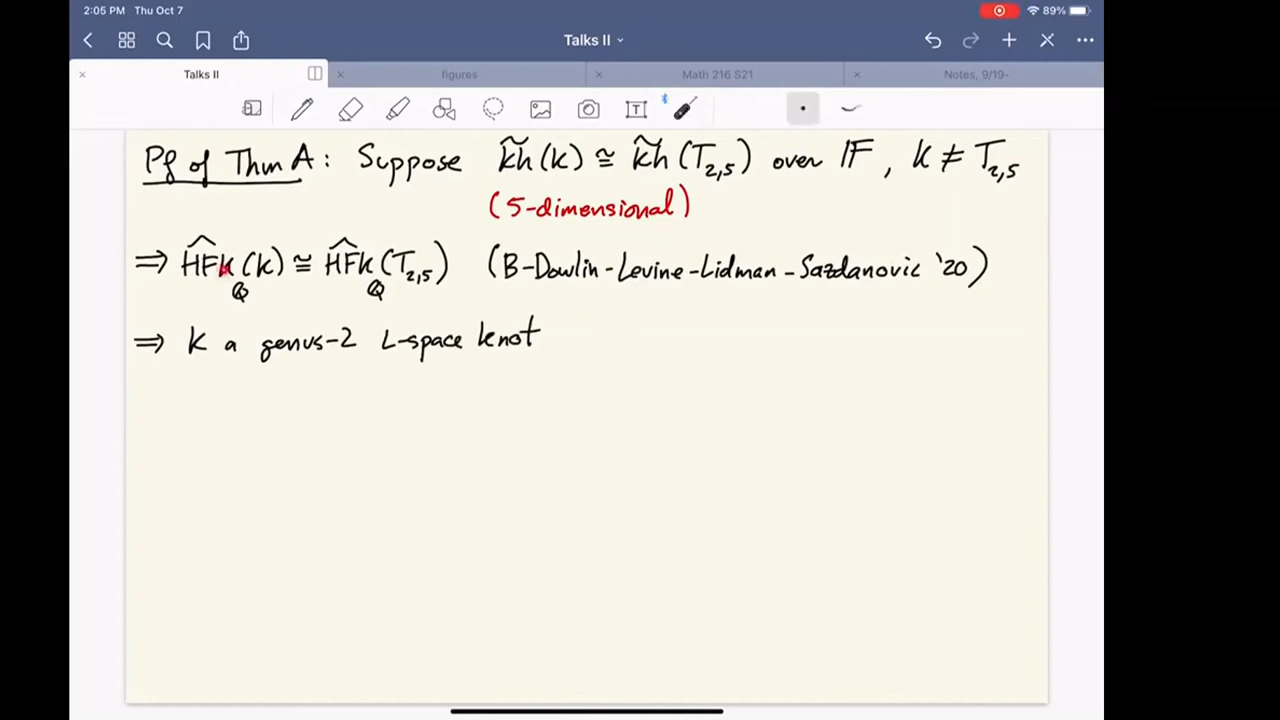 2:05 PM Thu Oct 7 89%
Talks II
Talks II figures Math 216 S21 Notes, 9/19-
Pf of Thm A: Suppose K̃h(K) ≅ K̃h(T₂,₅) over 𝔽, K ≠ T₂,₅
(5-dimensional)
⇒ ĤFK(K) ≅ ĤFK(T₂,₅) (B-Dowlin-Levine-Lidman-Sazdanovic '20)
ℚ ℚ
⇒ K a genus-2 L-space knot